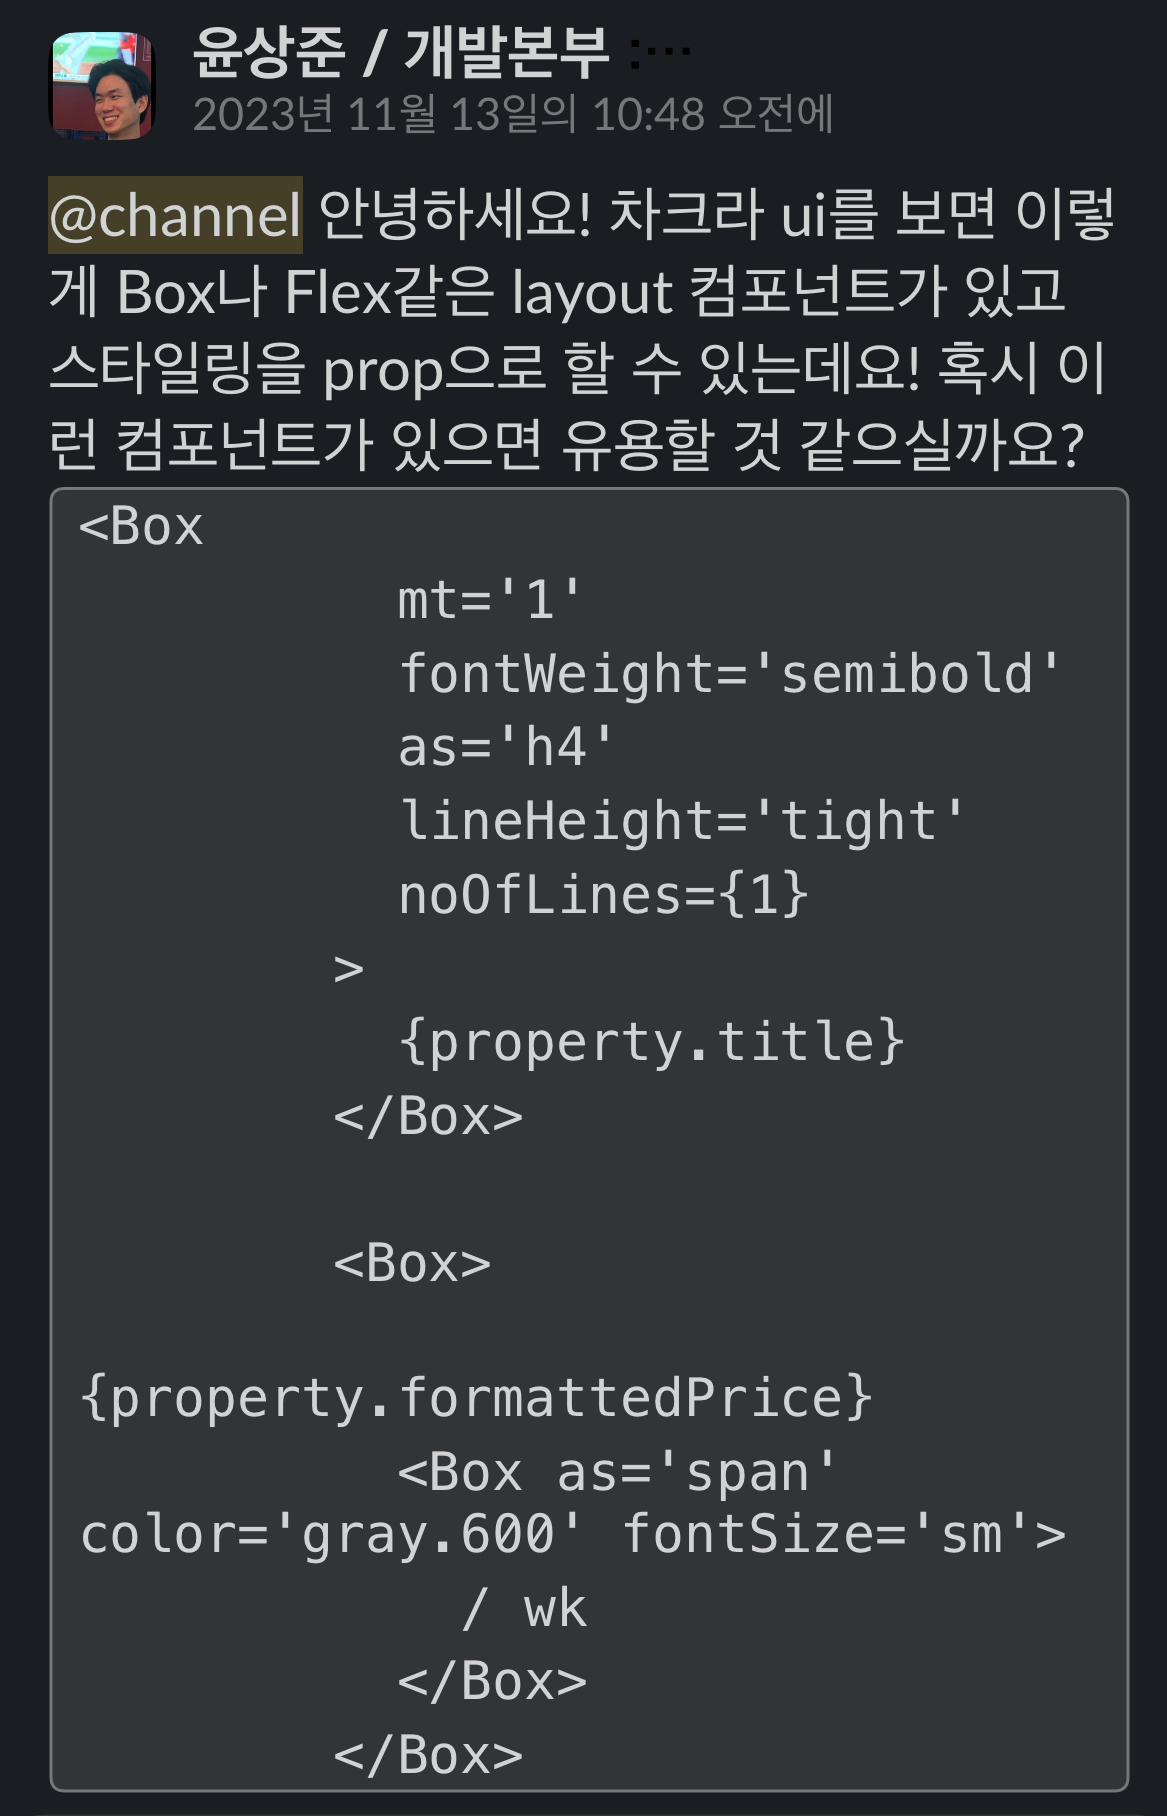 윤상준 / 개발본부 :…
2023년 11월 13일의 10:48 오전에
@channel 안녕하세요! 차크라 ui를 보면 이렇
게 Box나 Flex같은 layout 컴포넌트가 있고
스타일링을 prop으로 할 수 있는데요! 혹시 이
런 컴포넌트가 있으면 유용할 것 같으실까요?
<Box
mt='1'
fontWeight='semibold'
as='h4'
lineHeight='tight'
noOfLines={1}
>
{property.title}
</Box>
<Box>
{property.formattedPrice}
<Box as='span'
color='gray.600' fontSize='sm'>
/ wk
</Box>
</Box>